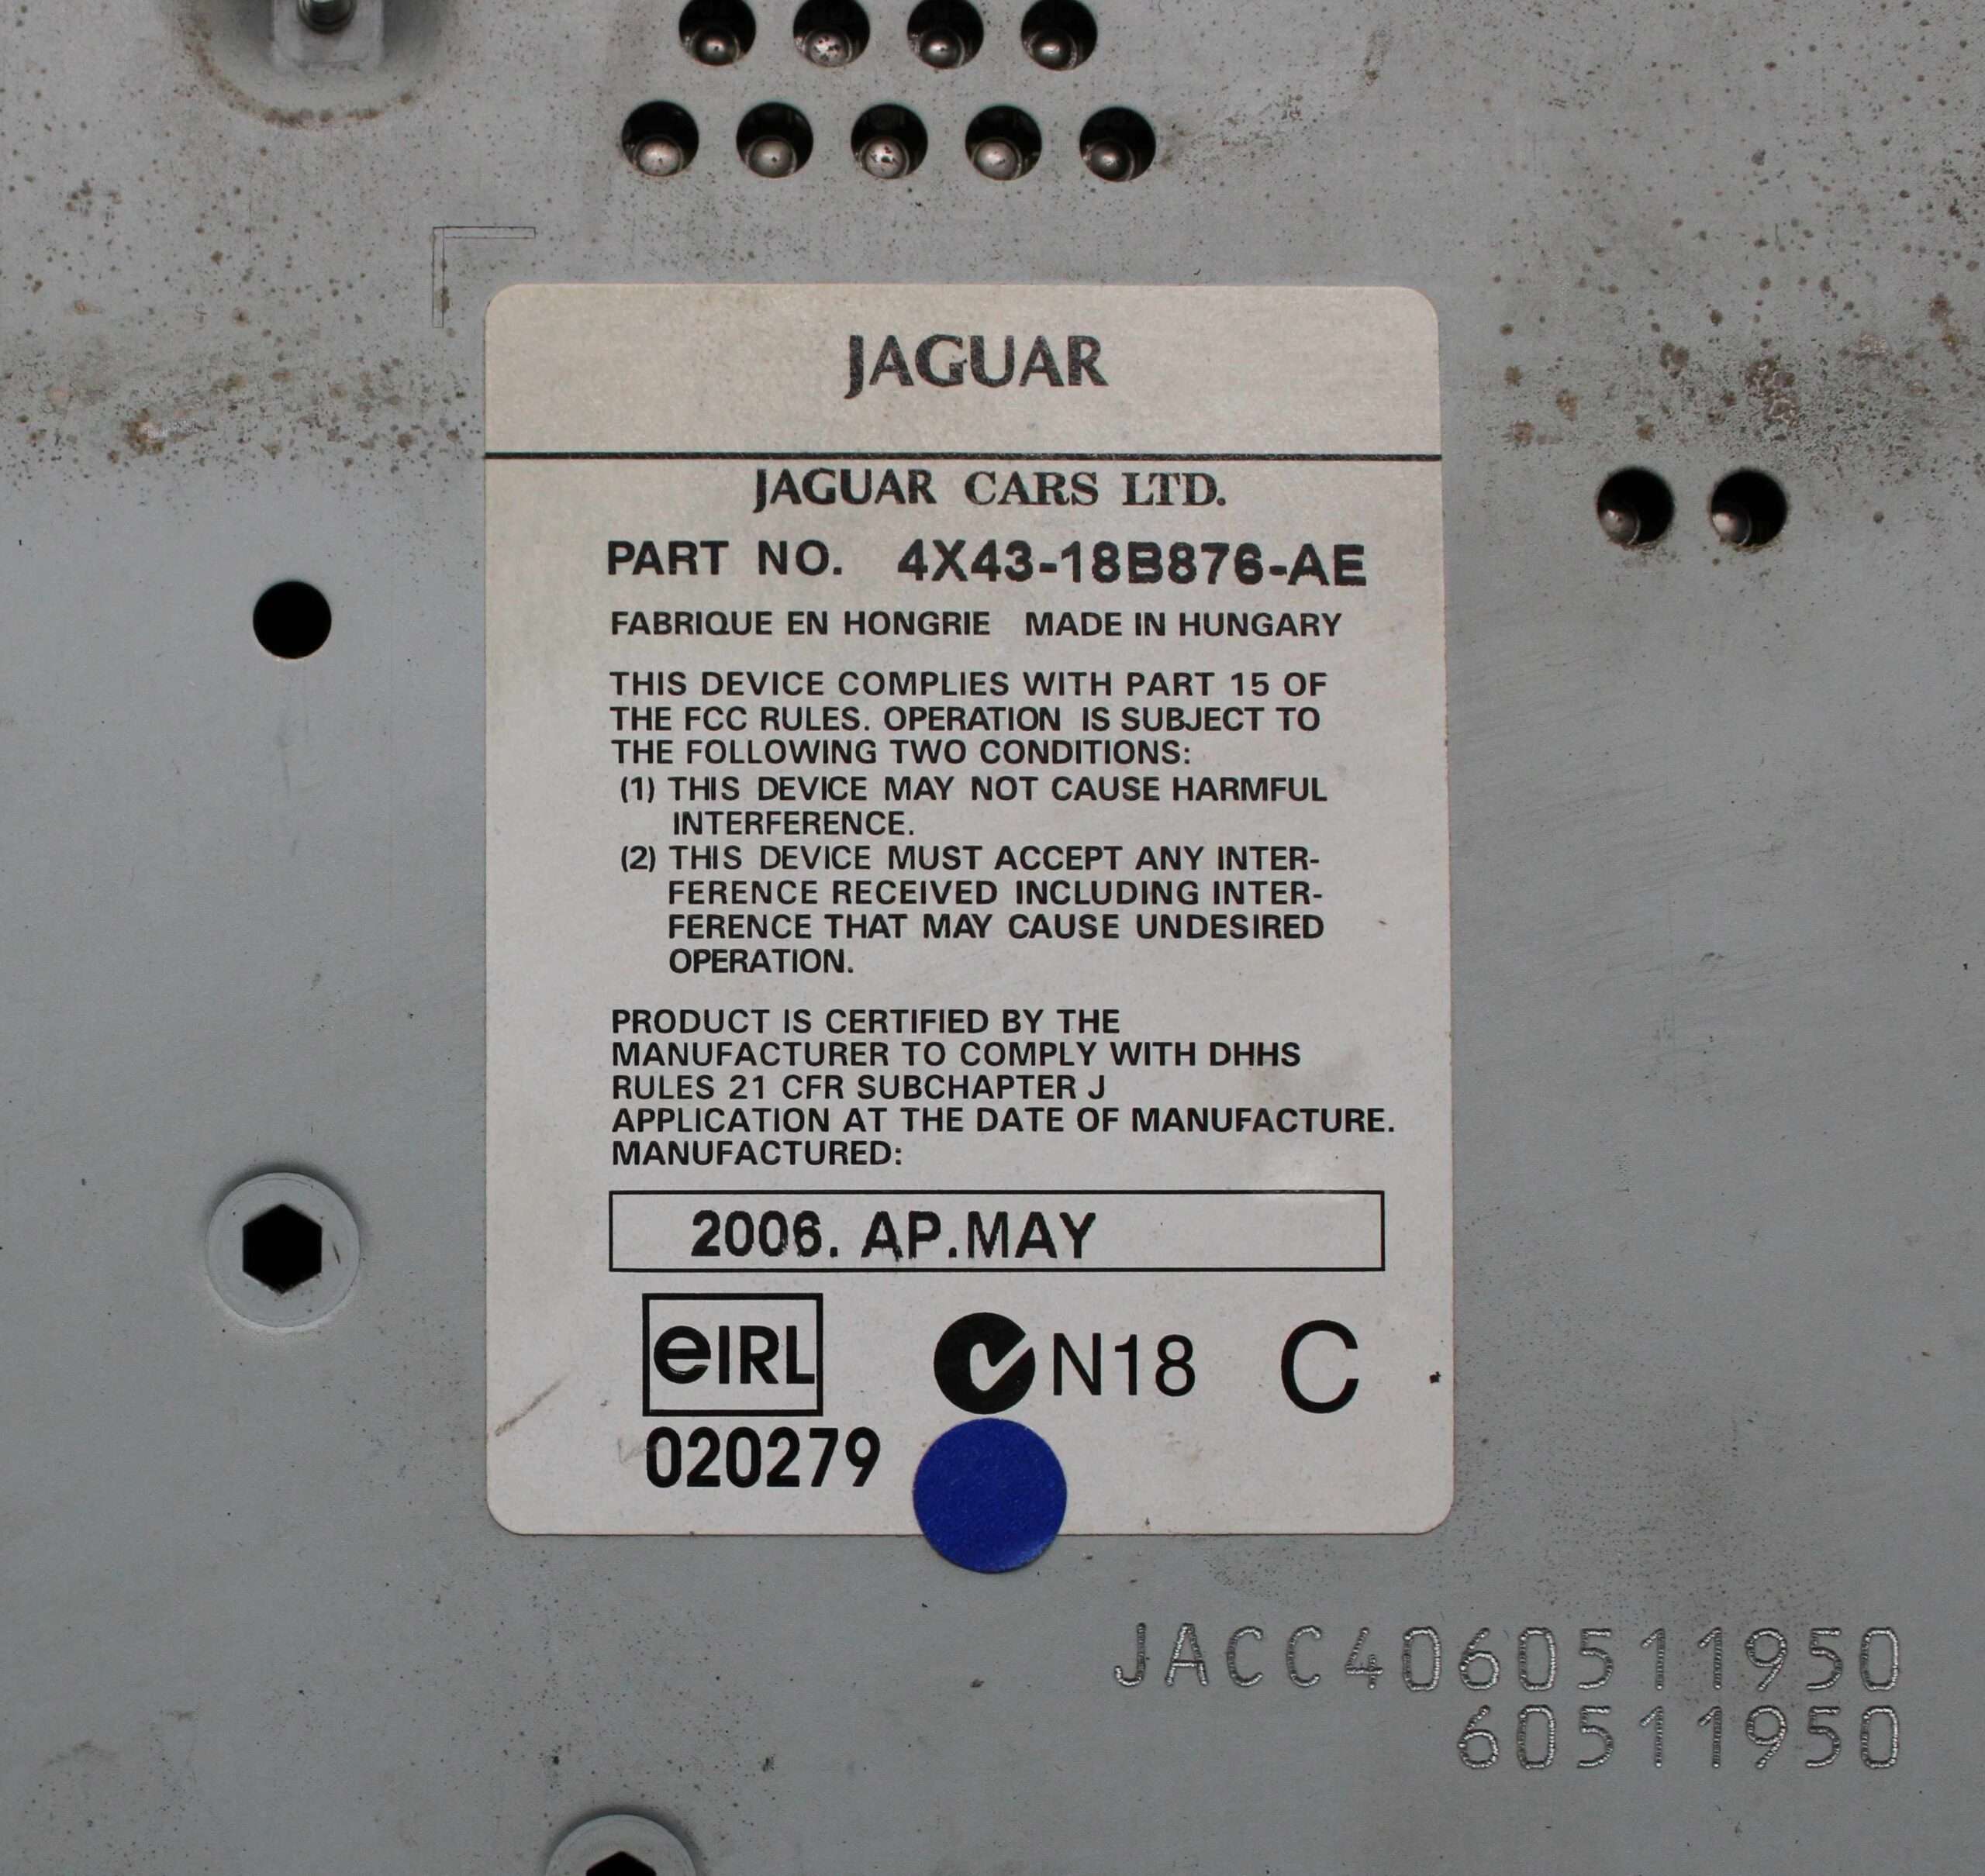 JAGUAR
JAGUAR CARS LTD.
PART NO. 4X43-18B876-AE
FABRIQUE EN HONGRIE MADE IN HUNGARY
THIS DEVICE COMPLIES WITH PART 15 OF
THE FCC RULES. OPERATION IS SUBJECT TO
THE FOLLOWING TWO CONDITIONS:
(1) THIS DEVICE MAY NOT CAUSE HARMFUL
INTERFERENCE.
(2) THIS DEVICE MUST ACCEPT ANY INTER-
FERENCE RECEIVED INCLUDING INTER-
FERENCE THAT MAY CAUSE UNDESIRED
OPERATION.
PRODUCT IS CERTIFIED BY THE
MANUFACTURER TO COMPLY WITH DHHS
RULES 21 CFR SUBCHAPTER J
APPLICATION AT THE DATE OF MANUFACTURE.
MANUFACTURED:
2006. AP.MAY
eIRL N18 C
020279
JACC4060511950
60511950